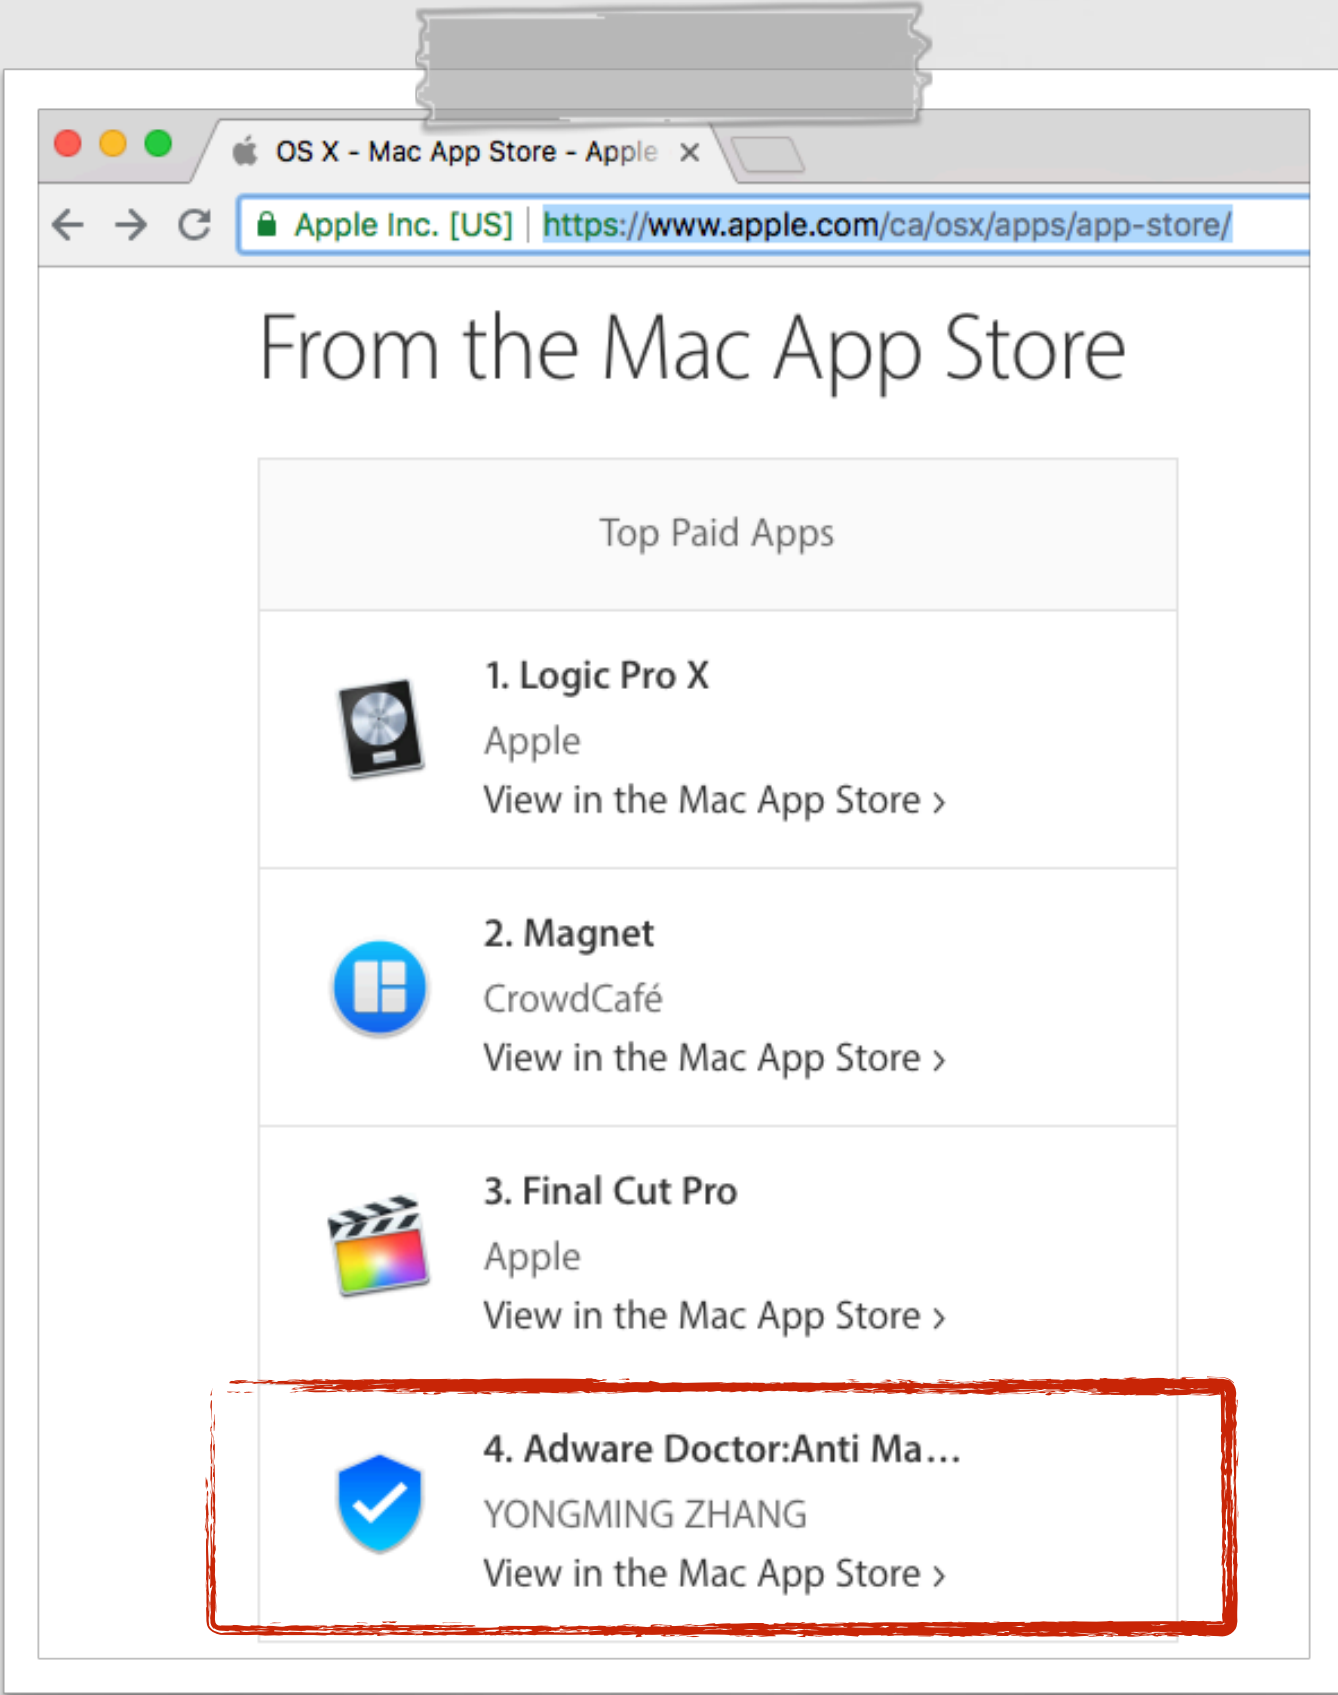 OS X - Mac App Store - Apple
Apple Inc. [US] https://www.apple.com/ca/osx/apps/app-store/
From the Mac App Store
Top Paid Apps
1. Logic Pro X
Apple
View in the Mac App Store ›
2. Magnet
CrowdCafé
View in the Mac App Store ›
3. Final Cut Pro
Apple
View in the Mac App Store ›
4. Adware Doctor:Anti Ma...
YONGMING ZHANG
View in the Mac App Store ›